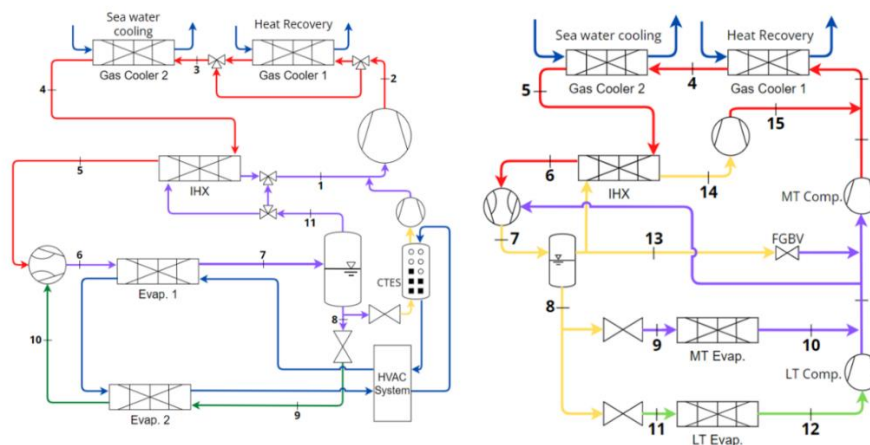 Sea water
cooling
Heat Recovery
Gas Cooler 2
3
Gas Cooler 1
2
4
5
IHX
1
11
6
7
CTES
Evap. 1
8
10
HVAC
System
Evap. 2
9
Sea water cooling
Heat Recovery
5
Gas Cooler 2
4
Gas Cooler 1
15
6
IHX
14
MT Comp.
7
13
FGBV
8
9
MT Evap.
10
LT Comp.
11
LT Evap.
12